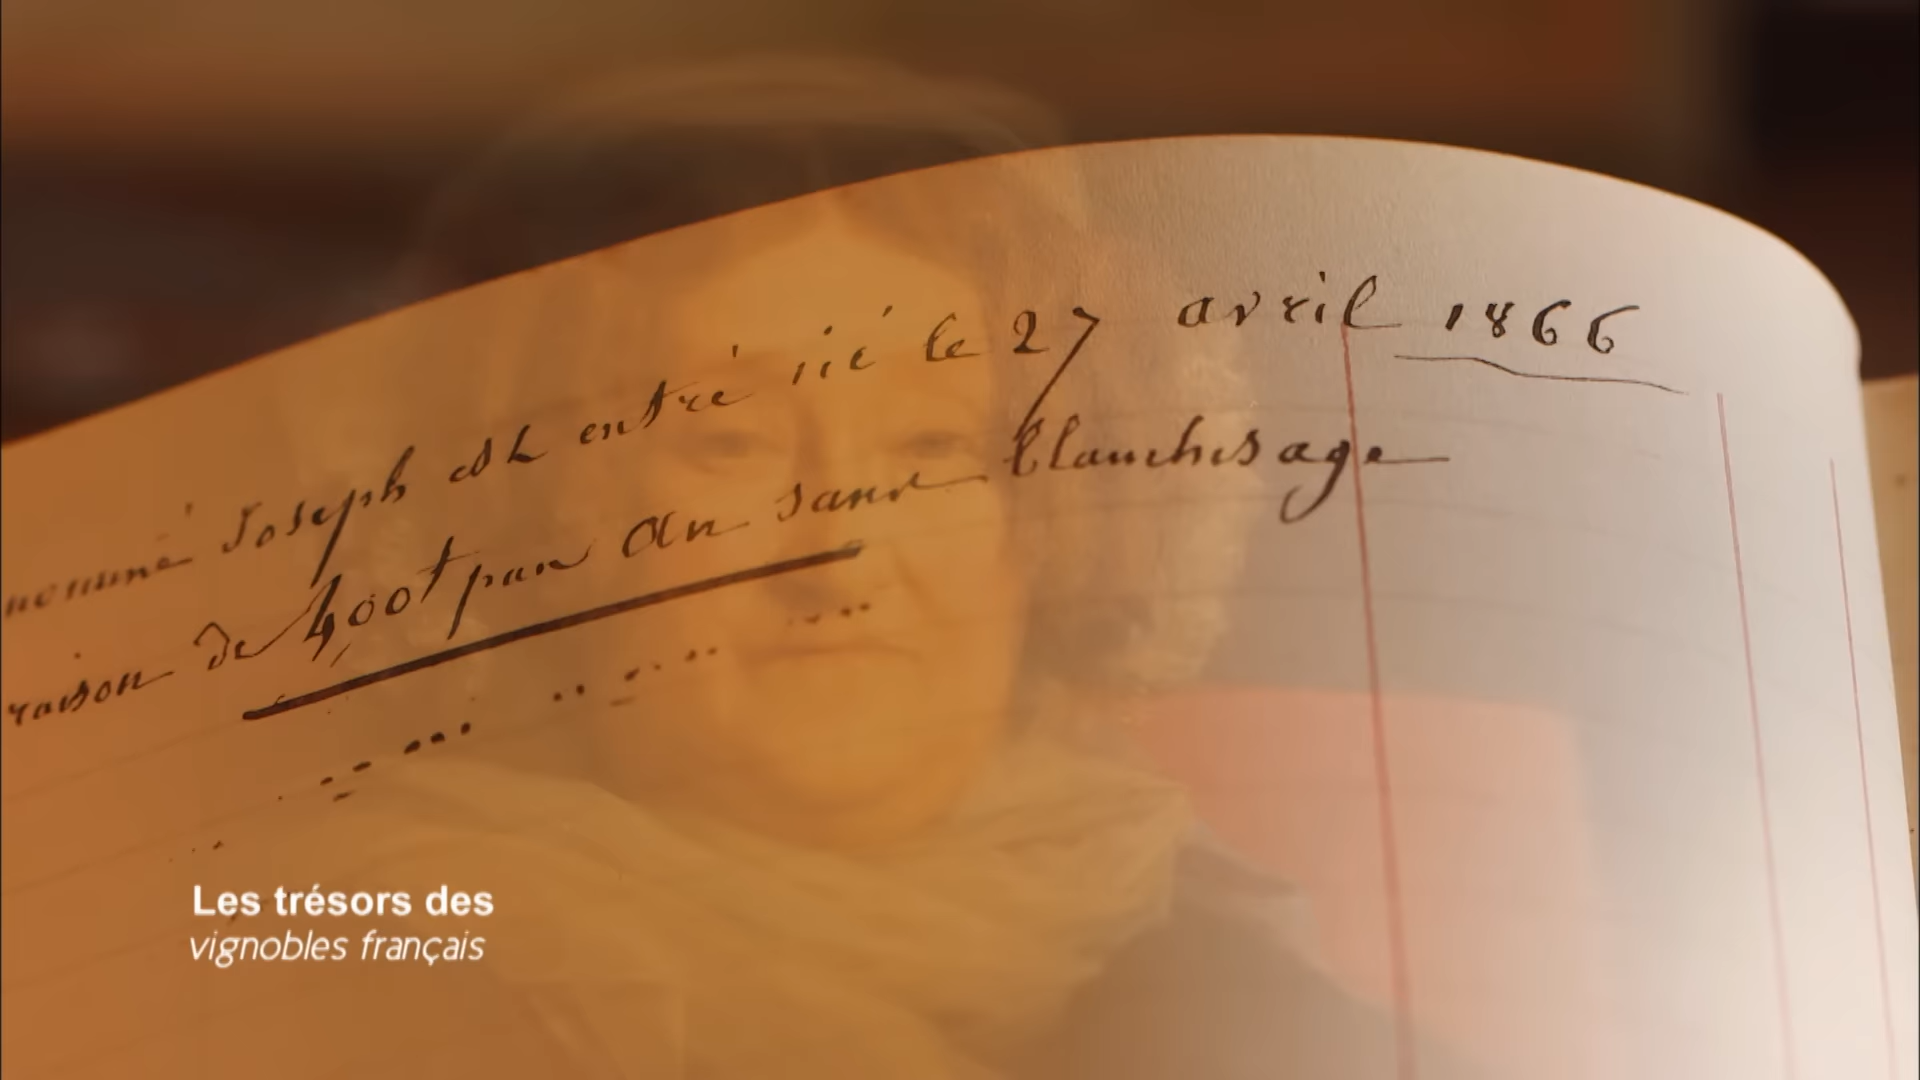 nommé Joseph est entré ici le 27 avril 1866
raison de 400f par an sans blanchisage
Les trésors des
vignobles français